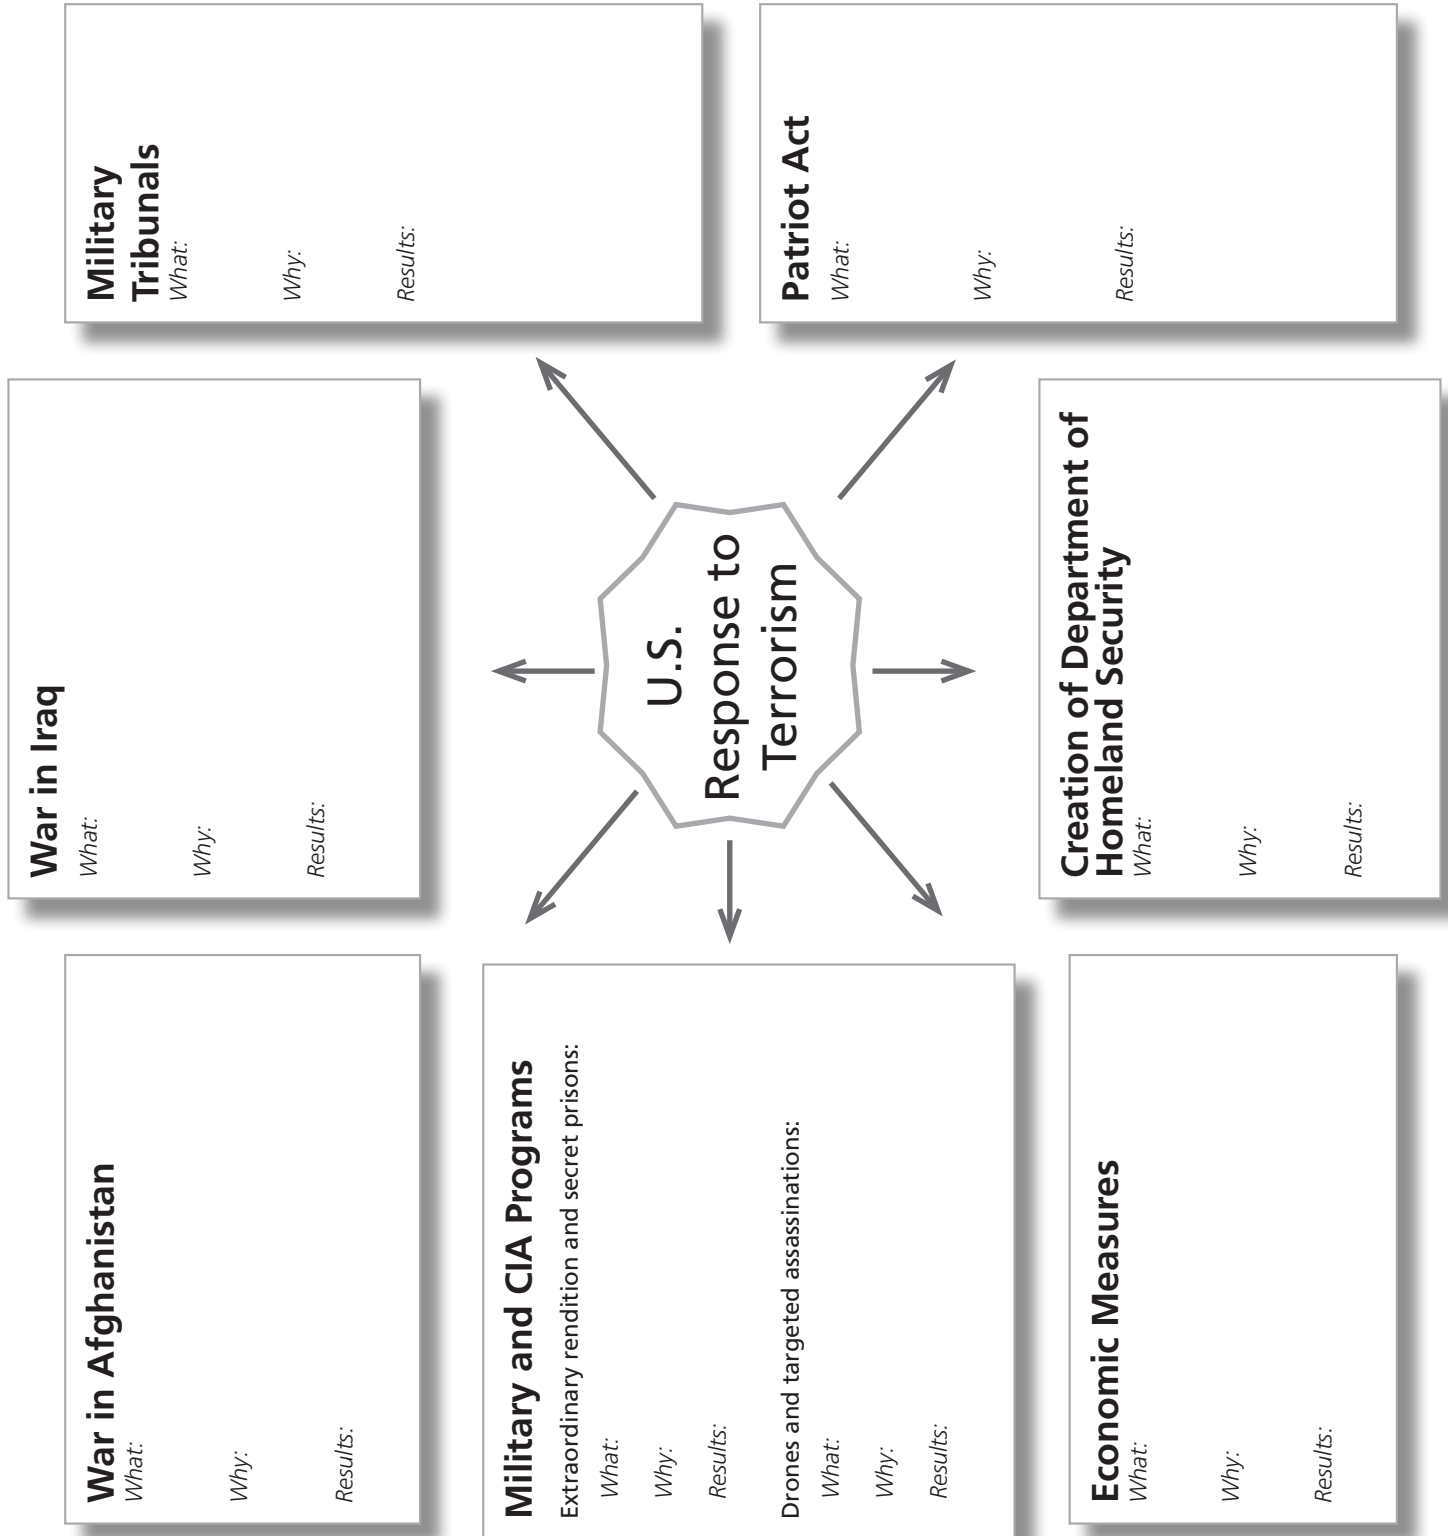 War in Afghanistan
What:
Why:
Results:
War in Iraq
What:
Why:
Results:
Military
Tribunals
What:
Why:
Results:
Military and CIA Programs
Extraordinary rendition and secret prisons:
What:
Why:
Results:
Drones and targeted assassinations:
What:
Why:
Results:
U.S.
Response to
Terrorism
Patriot Act
What:
Why:
Results:
Economic Measures
What:
Why:
Results:
Creation of Department of
Homeland Security
What:
Why:
Results: